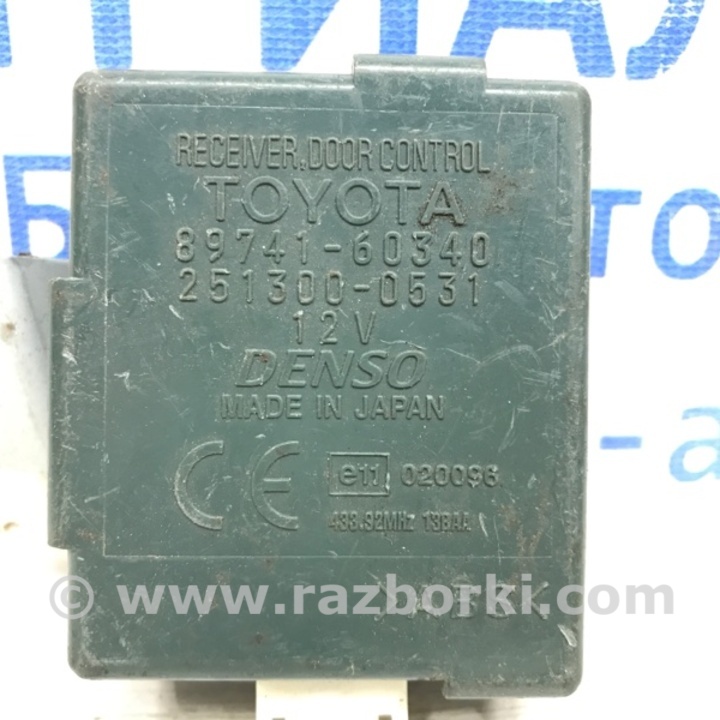 RECEIVER, DOOR CONTROL
TOYOTA
89741-60340
251300-0531
12V
DENSO
MADE IN JAPAN
CE e11 020096
433.92MHz 136AA
© www.razborki.com